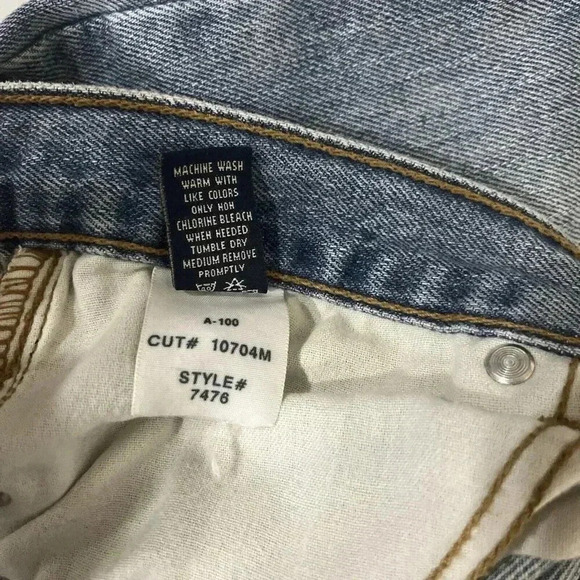 MACHINE WASH
WARM WITH
LIKE COLORS
ONLY NON
CHLORINE BLEACH
WHEN NEEDED
TUMBLE DRY
MEDIUM REMOVE
PROMPTLY
A-100
CUT# 10704M
STYLE#
7476